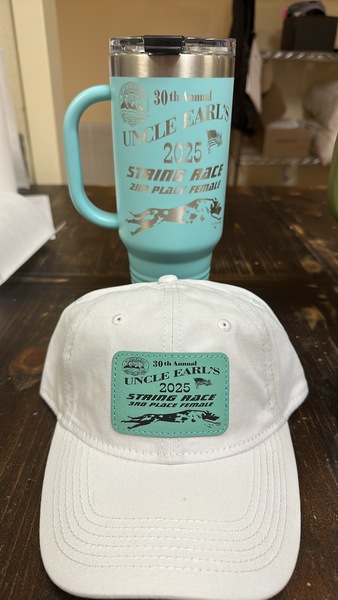 30th Annual
UNCLE EARL'S
2025
STRING RACE
2ND PLACE FEMALE
30th Annual
UNCLE EARL'S
2025
STRING RACE
3RD PLACE FEMALE